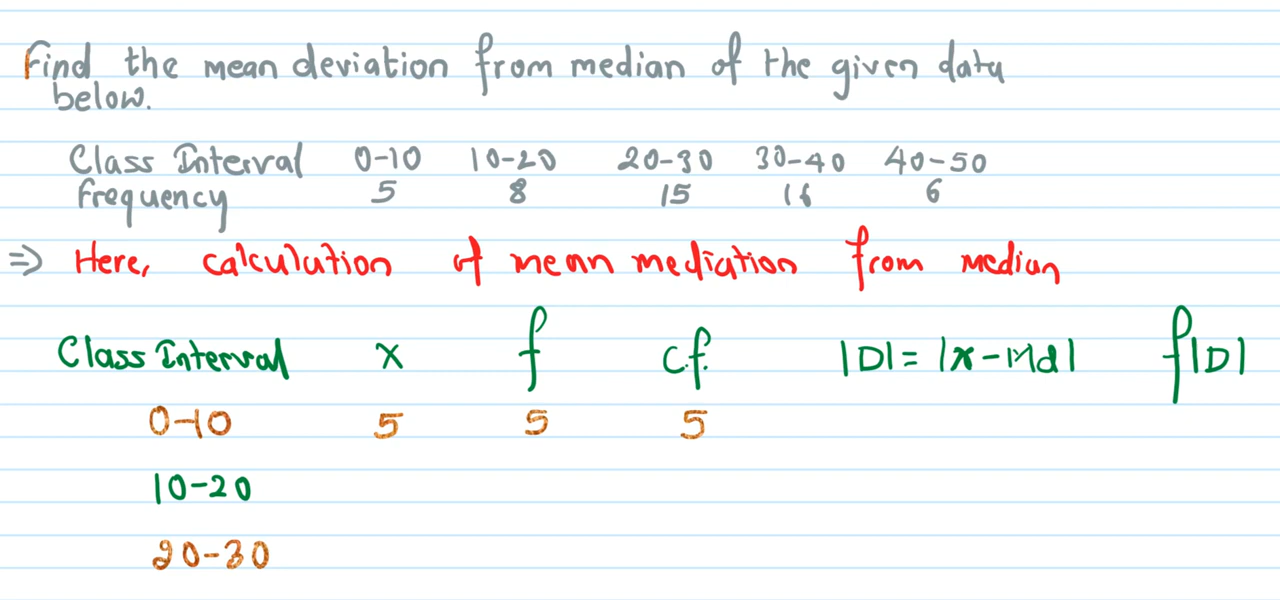 Find the mean deviation from median of the given data
below.
Class Interval 0-10 10-20 20-30 30-40 40-50
Frequency 5 8 15 16 6
⇒ Here, calculation of mean mediation from median
Class Interval x f c.f. |D| = |x-Md| f|D|
0-10 5 5 5
10-20
20-30